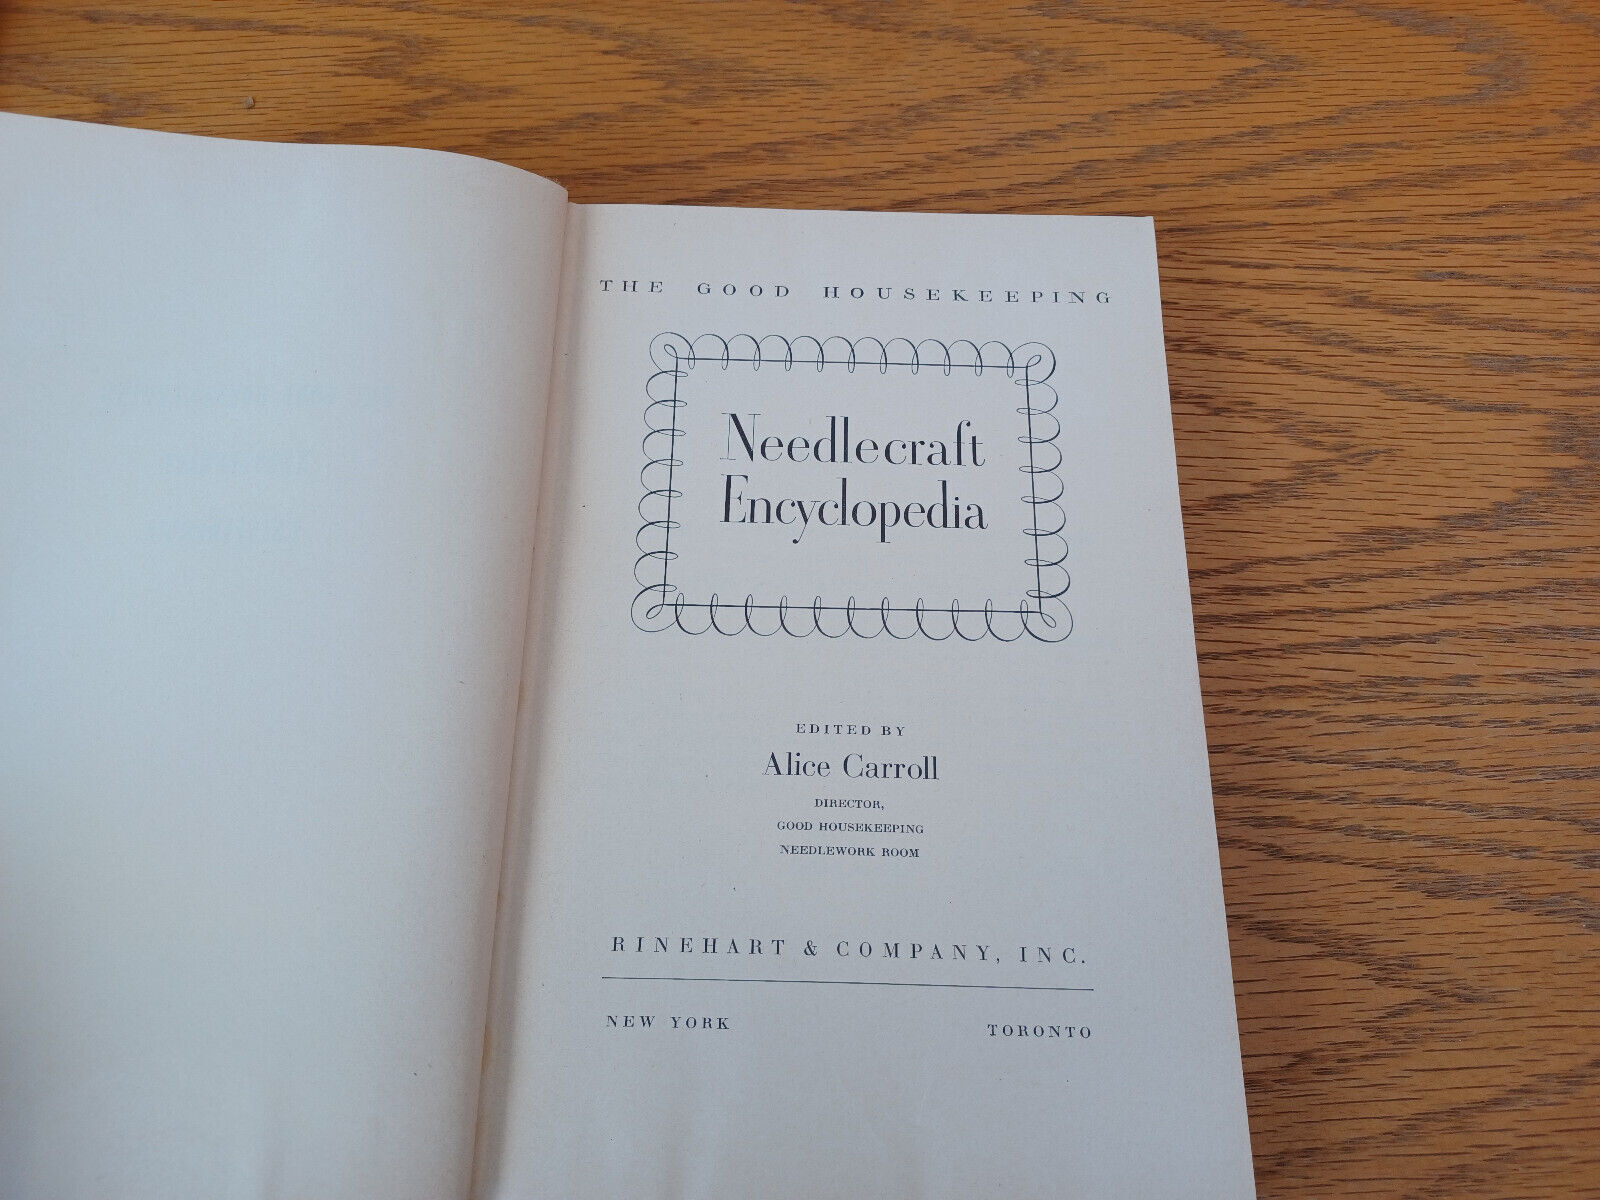 THE GOOD HOUSEKEEPING
Needlecraft
Encyclopedia
EDITED BY
Alice Carroll
DIRECTOR,
GOOD HOUSEKEEPING
NEEDLEWORK ROOM
RINEHART & COMPANY, INC.
NEW YORK TORONTO